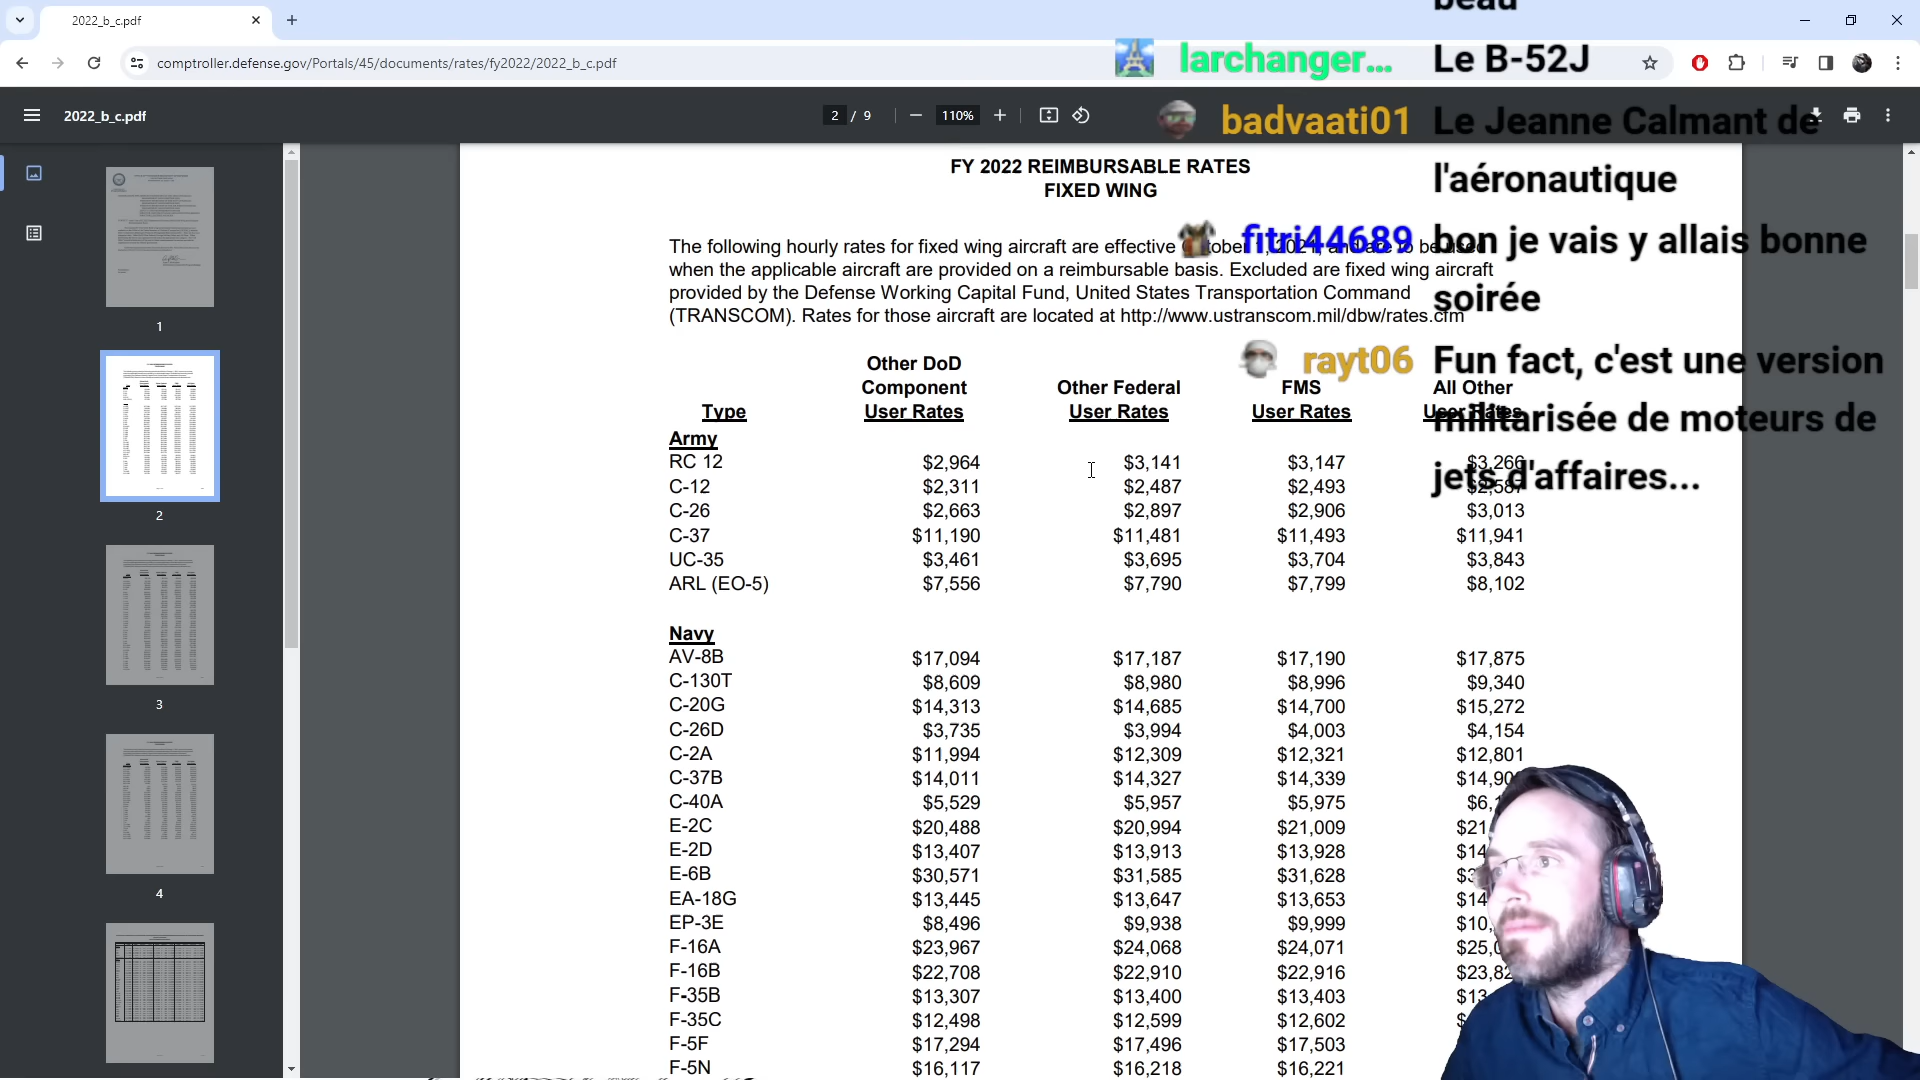 2022_b_c.pdf
comptroller.defense.gov/Portals/45/documents/rates/fy2022/2022_b_c.pdf
2022_b_c.pdf
2 / 9
110%
beau
larchanger... Le B-52J
badvaati01 Le Jeanne Calmant de
l'aéronautique
fitri44689 bon je vais y allais bonne
soirée
rayt06 Fun fact, c'est une version
militarisée de moteurs de
jets d'affaires...
1
2
3
4
FY 2022 REIMBURSABLE RATES
FIXED WING
The following hourly rates for fixed wing aircraft are effective October 1, 2021, and are to be used
when the applicable aircraft are provided on a reimbursable basis. Excluded are fixed wing aircraft
provided by the Defense Working Capital Fund, United States Transportation Command
(TRANSCOM). Rates for those aircraft are located at http://www.ustranscom.mil/dbw/rates.cfm
Other DoD
Component Other Federal FMS All Other
Type User Rates User Rates User Rates User Rates
Army
RC 12 $2,964 $3,141 $3,147 $3,266
C-12 $2,311 $2,487 $2,493 $2,587
C-26 $2,663 $2,897 $2,906 $3,013
C-37 $11,190 $11,481 $11,493 $11,941
UC-35 $3,461 $3,695 $3,704 $3,843
ARL (EO-5) $7,556 $7,790 $7,799 $8,102
Navy
AV-8B $17,094 $17,187 $17,190 $17,875
C-130T $8,609 $8,980 $8,996 $9,340
C-20G $14,313 $14,685 $14,700 $15,272
C-26D $3,735 $3,994 $4,003 $4,154
C-2A $11,994 $12,309 $12,321 $12,801
C-37B $14,011 $14,327 $14,339
C-40A $5,529 $5,957 $5,975
E-2C $20,488 $20,994 $21,009
E-2D $13,407 $13,913 $13,928
E-6B $30,571 $31,585 $31,628
EA-18G $13,445 $13,647 $13,653
EP-3E $8,496 $9,938 $9,999
F-16A $23,967 $24,068 $24,071
F-16B $22,708 $22,910 $22,916
F-35B $13,307 $13,400 $13,403
F-35C $12,498 $12,599 $12,602
F-5F $17,294 $17,496 $17,503
F-5N $16,117 $16,218 $16,221